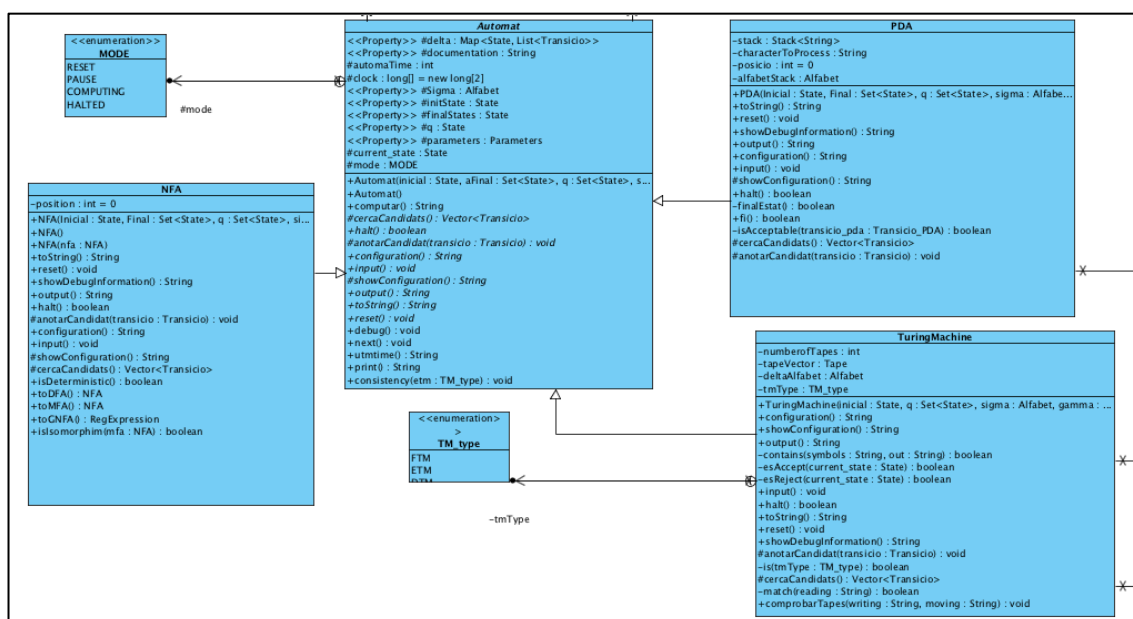 <<enumeration>>
MODE
RESET
PAUSE
COMPUTING
HALTED
#mode
Automat
<<Property>> #delta : Map<State, List<Transicio>>
<<Property>> #documentation : String
#automaTime : int
#clock : long[] = new long[2]
<<Property>> #Sigma : Alfabet
<<Property>> #initState : State
<<Property>> #finalStates : State
<<Property>> #q : State
<<Property>> #parameters : Parameters
#current_state : State
#mode : MODE
+Automat(inicial : State, aFinal : Set<State>, q : Set<State>, s...
+Automat()
+computar() : String
#cercaCandidats() : Vector<Transicio>
+halt() : boolean
#anotarCandidat(transicio : Transicio) : void
+configuration() : String
+input() : void
#showConfiguration() : String
+output() : String
+toString() : String
+reset() : void
+debug() : void
+next() : void
+utmtime() : String
+print() : String
+consistency(etm : TM_type) : void
PDA
-stack : Stack<String>
-characterToProcess : String
-posicio : int = 0
-alfabetStack : Alfabet
+PDA(Inicial : State, Final : Set<State>, q : Set<State>, sigma : Alfabe...
+toString() : String
+reset() : void
+showDebugInformation() : String
+output() : String
+configuration() : String
+input() : void
#showConfiguration() : String
+halt() : boolean
-finalEstat() : boolean
+fi() : boolean
-isAcceptable(transicio_pda : Transicio_PDA) : boolean
#cercaCandidats() : Vector<Transicio>
#anotarCandidat(transicio : Transicio) : void
NFA
-position : int = 0
+NFA(Inicial : State, Final : Set<State>, q : Set<State>, si...
+NFA()
+NFA(nfa : NFA)
+toString() : String
+reset() : void
+showDebugInformation() : String
+output() : String
+halt() : boolean
#anotarCandidat(transicio : Transicio) : void
+configuration() : String
+input() : void
#showConfiguration() : String
#cercaCandidats() : Vector<Transicio>
+isDeterministic() : boolean
+toDFA() : NFA
+toMFA() : NFA
+toGNFA() : RegExpression
+isIsomorphim(mfa : NFA) : boolean
<<enumeration>
>
TM_type
FTM
ETM
-tmType
TuringMachine
-numberofTapes : int
-tapeVector : Tape
-deltaAlfabet : Alfabet
-tmType : TM_type
+TuringMachine(inicial : State, q : Set<State>, sigma : Alfabet, gamma : ...
+configuration() : String
+showConfiguration() : String
+output() : String
-contains(symbols : String, out : String) : boolean
-esAccept(current_state : State) : boolean
-esReject(current_state : State) : boolean
+input() : void
+halt() : boolean
+toString() : String
+reset() : void
+showDebugInformation() : String
#anotarCandidat(transicio : Transicio) : void
-is(tmType : TM_type) : boolean
#cercaCandidats() : Vector<Transicio>
-match(reading : String) : boolean
+comprobarTapes(writing : String, moving : String) : void